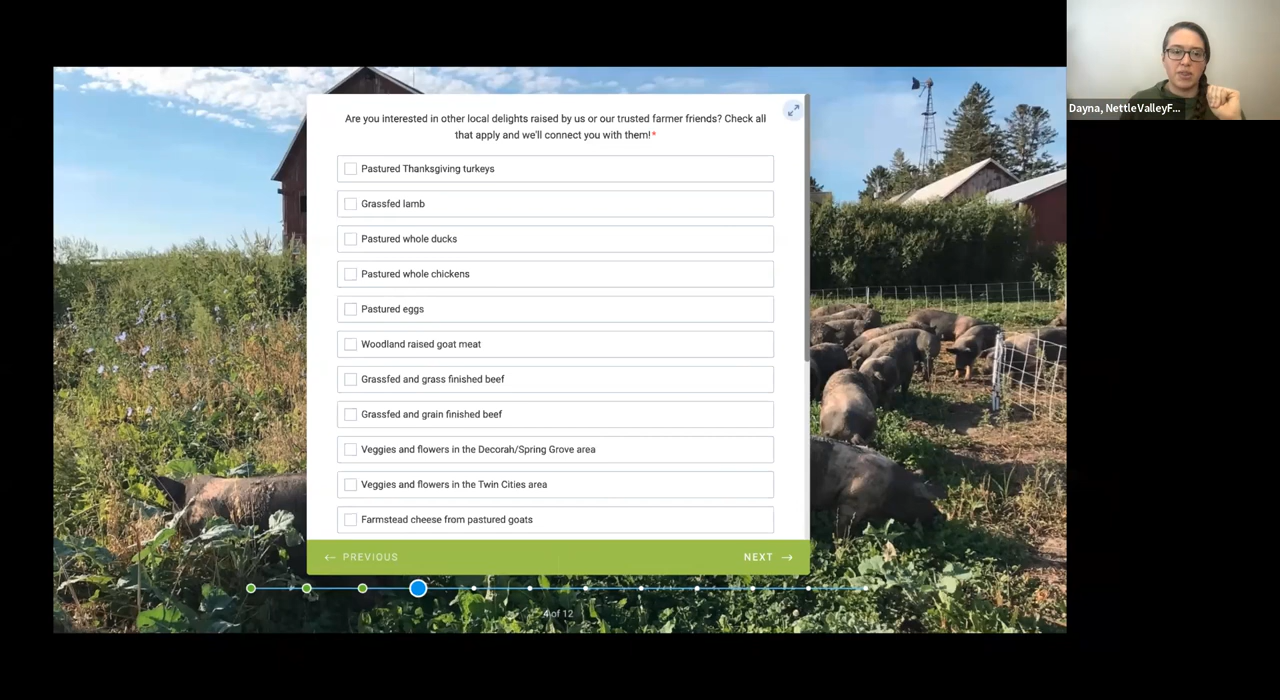 Are you interested in other local delights raised by us or our trusted farmer friends? Check all
that apply and we'll connect you with them!*
Pastured Thanksgiving turkeys
Grassfed lamb
Pastured whole ducks
Pastured whole chickens
Pastured eggs
Woodland raised goat meat
Grassfed and grass finished beef
Grassfed and grain finished beef
Veggies and flowers in the Decorah/Spring Grove area
Veggies and flowers in the Twin Cities area
Farmstead cheese from pastured goats
← PREVIOUS
NEXT →
4 of 12
Dayna, NettleValleyF...